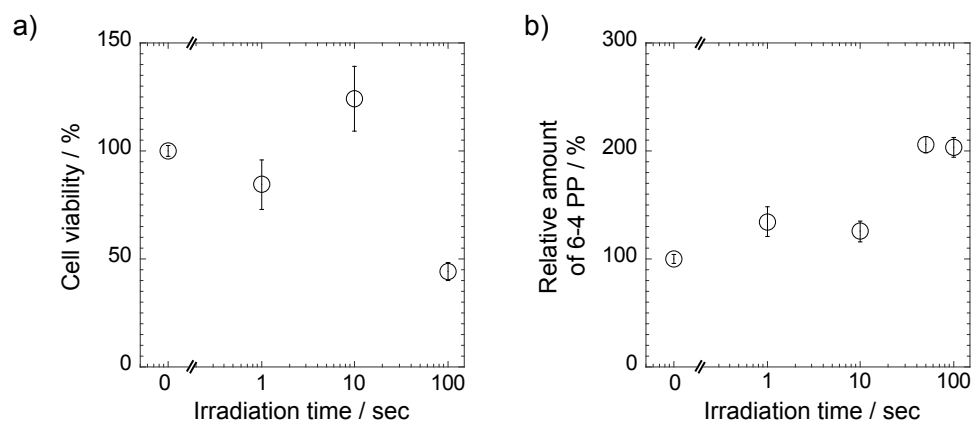 a)
150
100
50
0
Cell viability / %
0 1 10 100
Irradiation time / sec
b)
300
200
100
0
Relative amount
of 6-4 PP / %
0 1 10 100
Irradiation time / sec